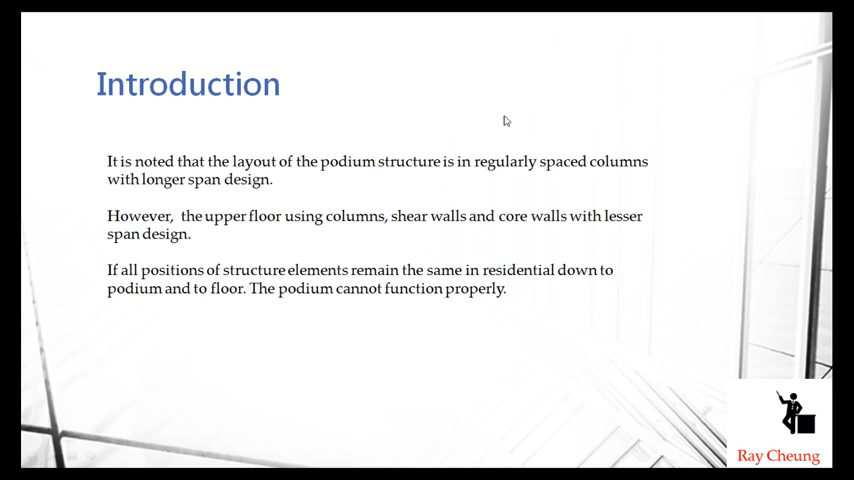 Introduction
It is noted that the layout of the podium structure is in regularly spaced columns
with longer span design.
However, the upper floor using columns, shear walls and core walls with lesser
span design.
If all positions of structure elements remain the same in residential down to
podium and to floor. The podium cannot function properly.
Ray Cheung